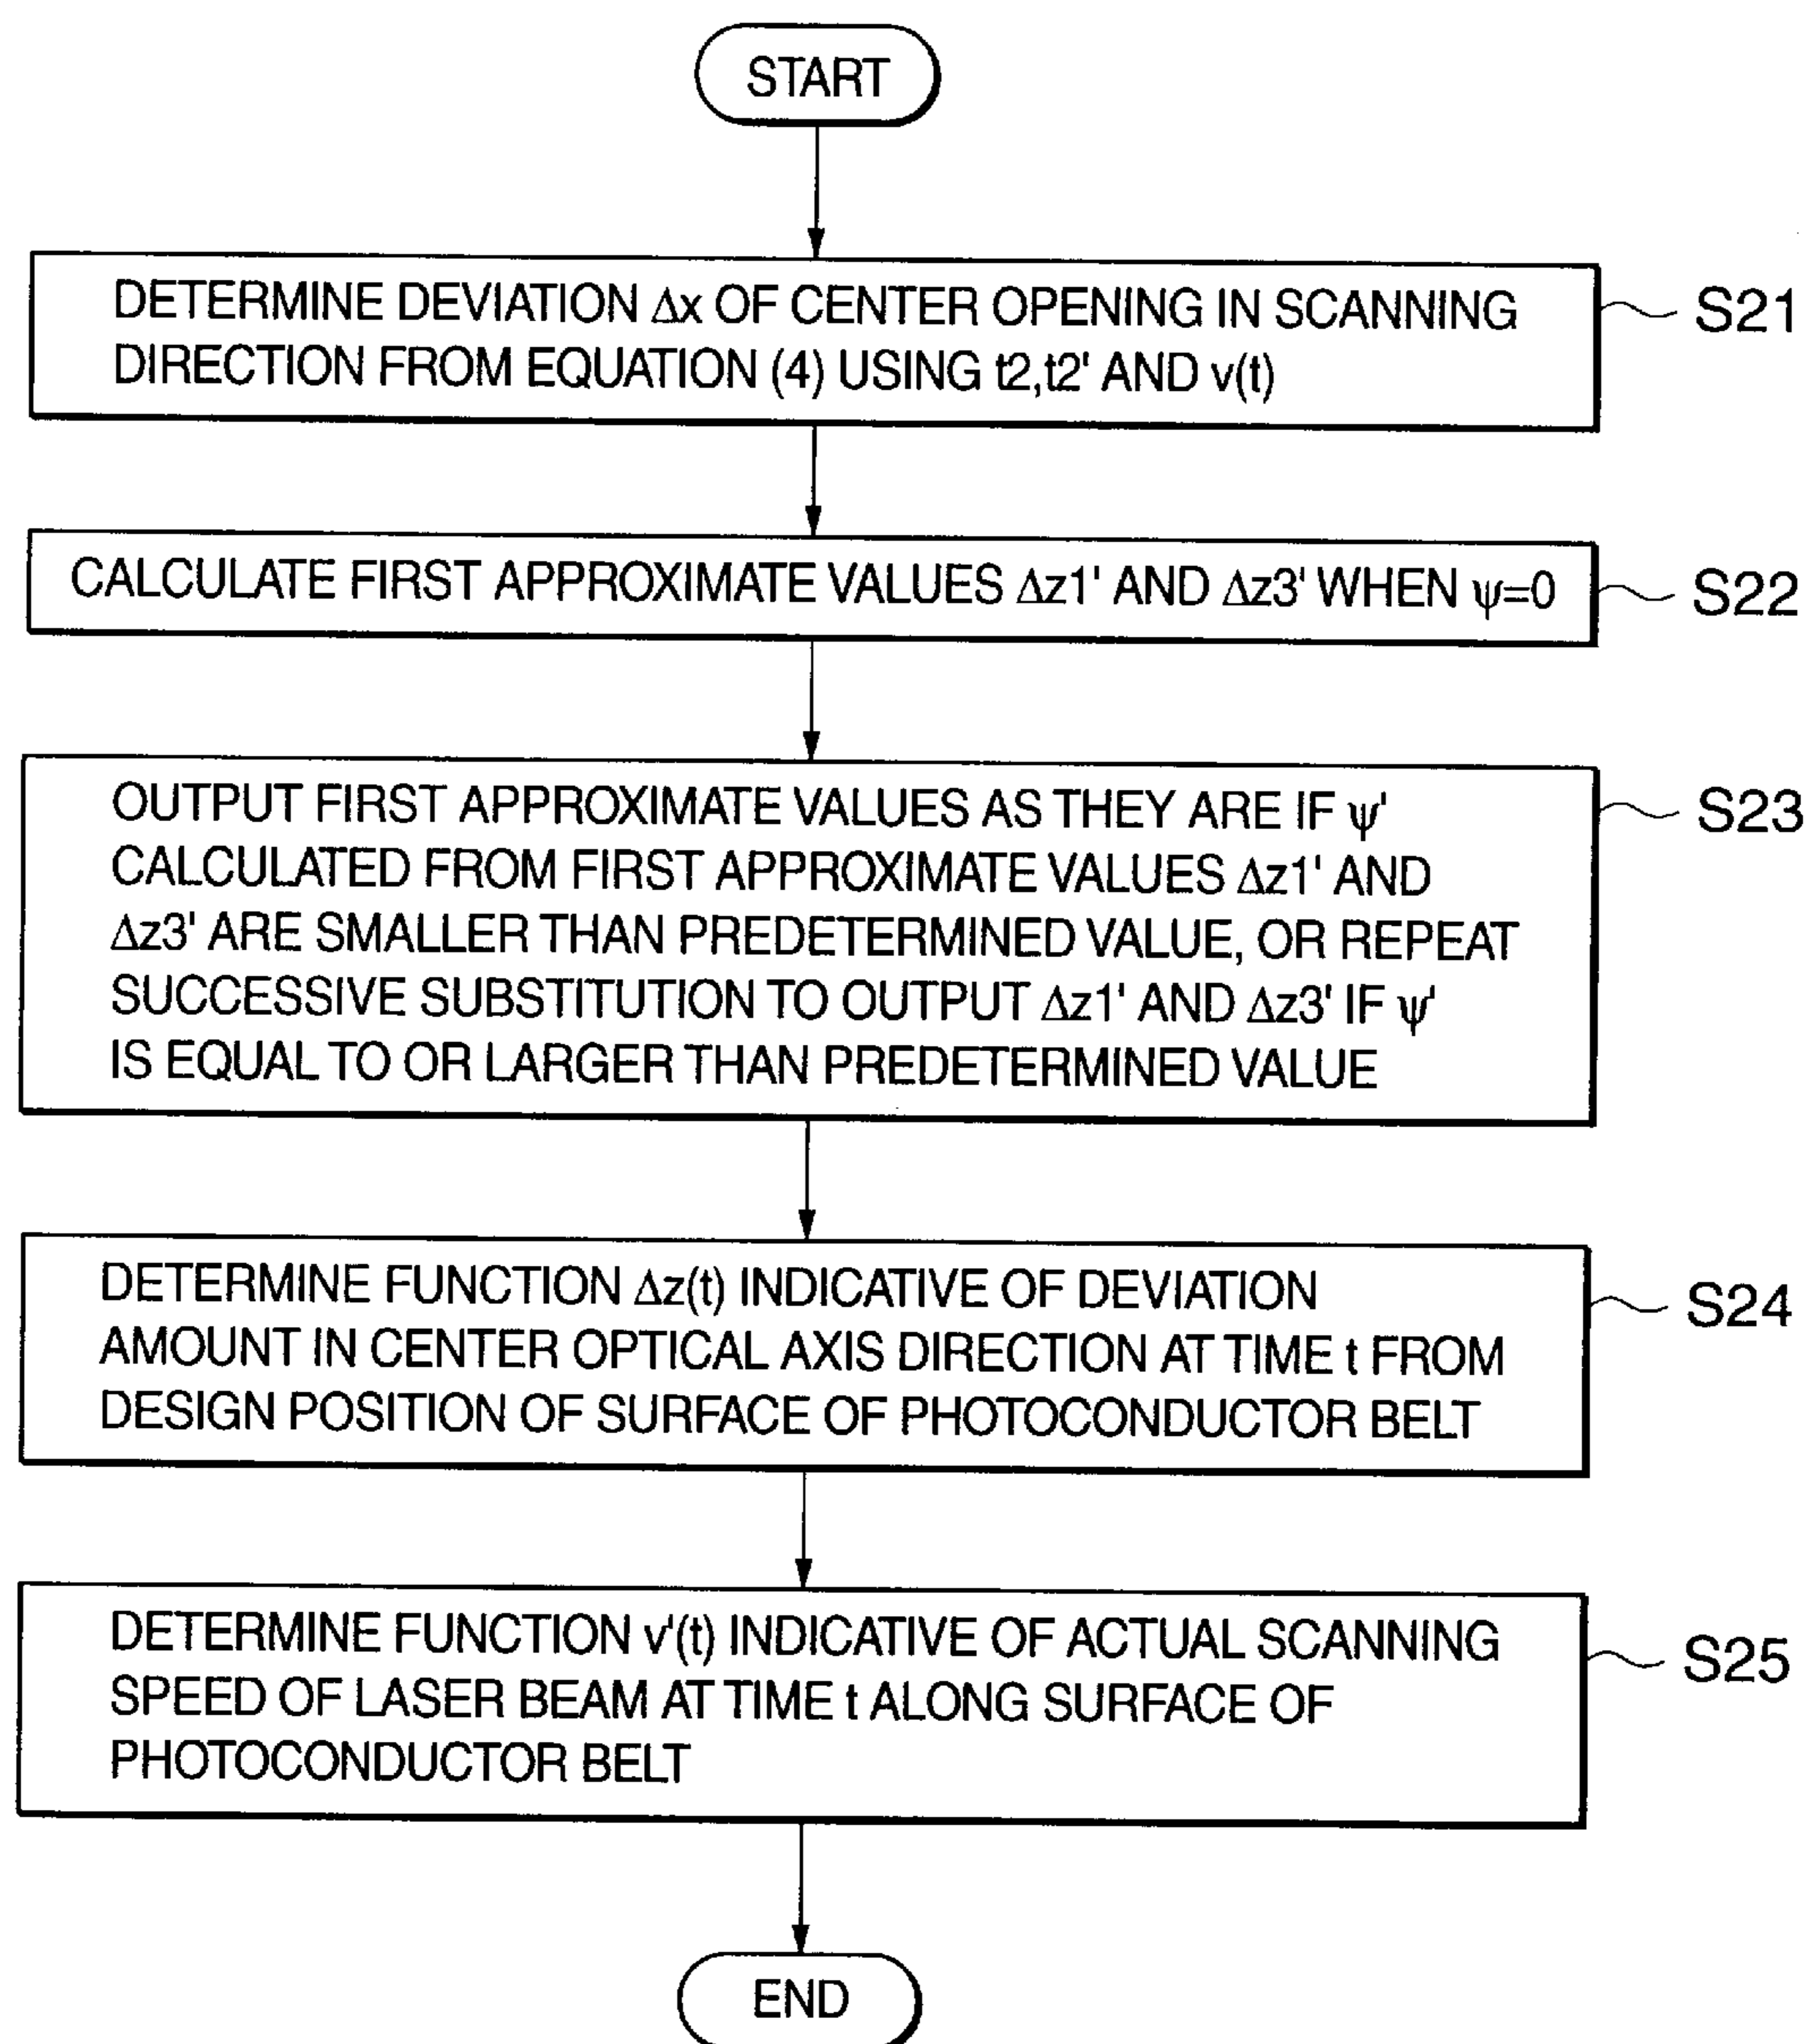 START
DETERMINE DEVIATION Δx OF CENTER OPENING IN SCANNING
DIRECTION FROM EQUATION (4) USING t2,t2' AND v(t)
S21
CALCULATE FIRST APPROXIMATE VALUES Δz1' AND Δz3' WHEN ψ=0
S22
OUTPUT FIRST APPROXIMATE VALUES AS THEY ARE IF ψ'
CALCULATED FROM FIRST APPROXIMATE VALUES Δz1' AND
Δz3' ARE SMALLER THAN PREDETERMINED VALUE, OR REPEAT
SUCCESSIVE SUBSTITUTION TO OUTPUT Δz1' AND Δz3' IF ψ'
IS EQUAL TO OR LARGER THAN PREDETERMINED VALUE
S23
DETERMINE FUNCTION Δz(t) INDICATIVE OF DEVIATION
AMOUNT IN CENTER OPTICAL AXIS DIRECTION AT TIME t FROM
DESIGN POSITION OF SURFACE OF PHOTOCONDUCTOR BELT
S24
DETERMINE FUNCTION v'(t) INDICATIVE OF ACTUAL SCANNING
SPEED OF LASER BEAM AT TIME t ALONG SURFACE OF
PHOTOCONDUCTOR BELT
S25
END